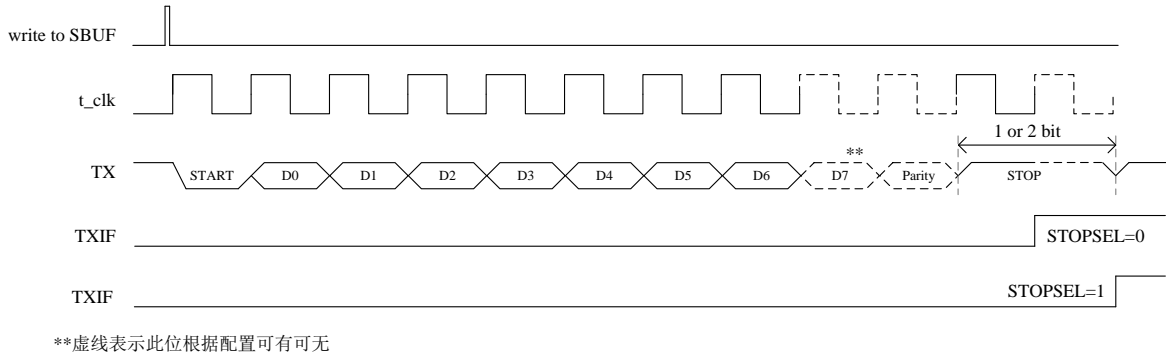 write to SBUF
t_clk
1 or 2 bit
**
TX START D0 D1 D2 D3 D4 D5 D6 D7 Parity STOP
TXIF STOPSEL=0
TXIF STOPSEL=1
**虚线表示此位根据配置可有可无